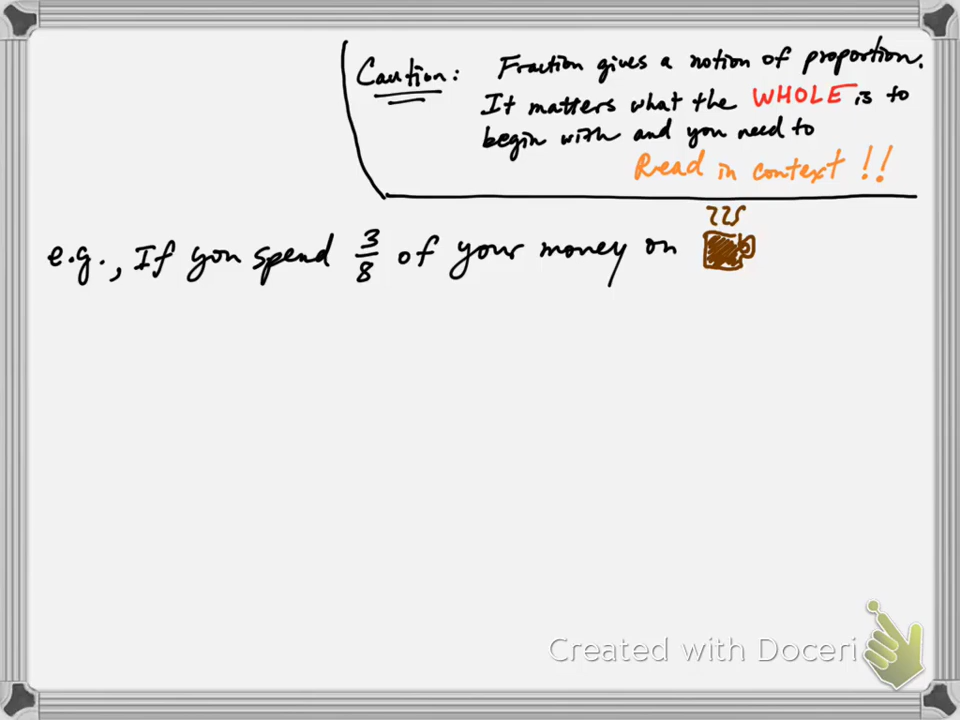 Caution: Fraction gives a notion of proportion.
It matters what the WHOLE is to
begin with and you need to
Read in context !!
e.g., If you spend 3/8 of your money on
Created with Doceri